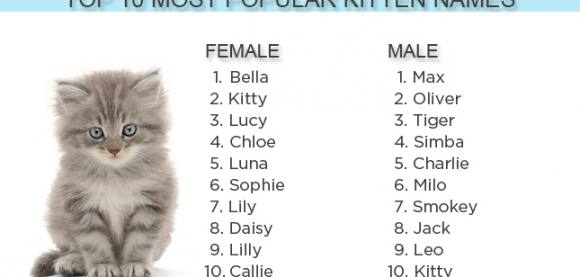 TOP 10 MOST POPULAR KITTEN NAMES
FEMALE
1. Bella
2. Kitty
3. Lucy
4. Chloe
5. Luna
6. Sophie
7. Lily
8. Daisy
9. Lilly
10. Callie
MALE
1. Max
2. Oliver
3. Tiger
4. Simba
5. Charlie
6. Milo
7. Smokey
8. Jack
9. Leo
10. Kitty